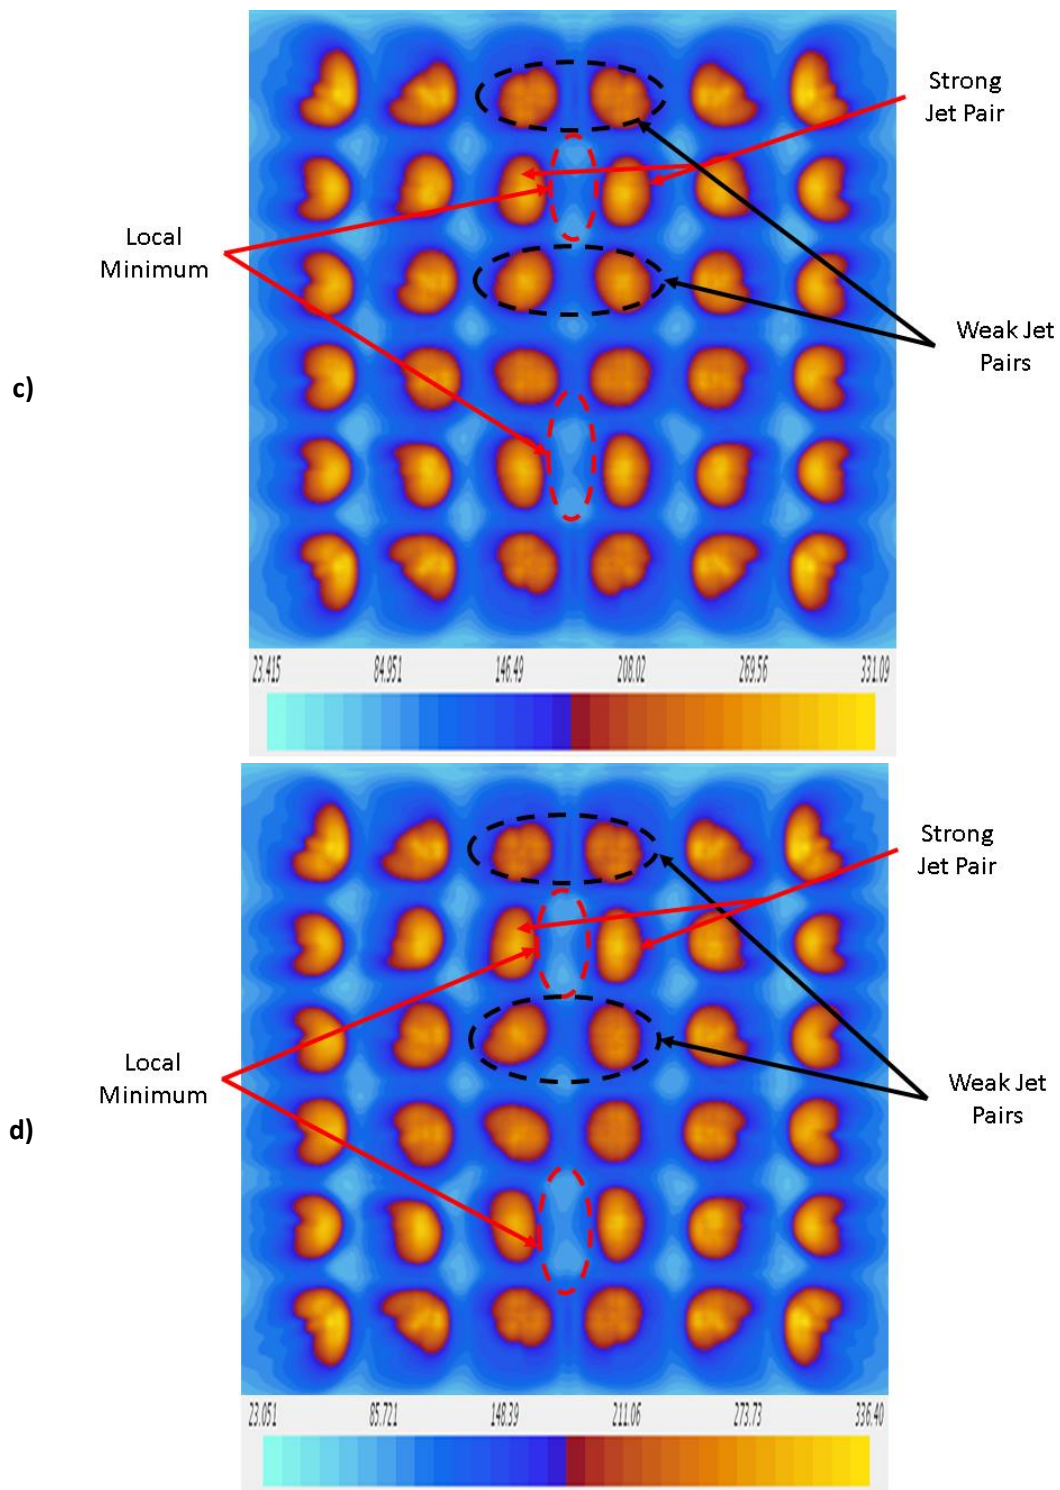 Strong
Jet Pair
Local
Minimum
Weak Jet
Pairs
c)
23.415 84.951 146.49 208.02 269.56 331.09
Strong
Jet Pair
Local
Minimum
Weak Jet
Pairs
d)
23.051 85.721 148.39 211.06 273.73 336.40